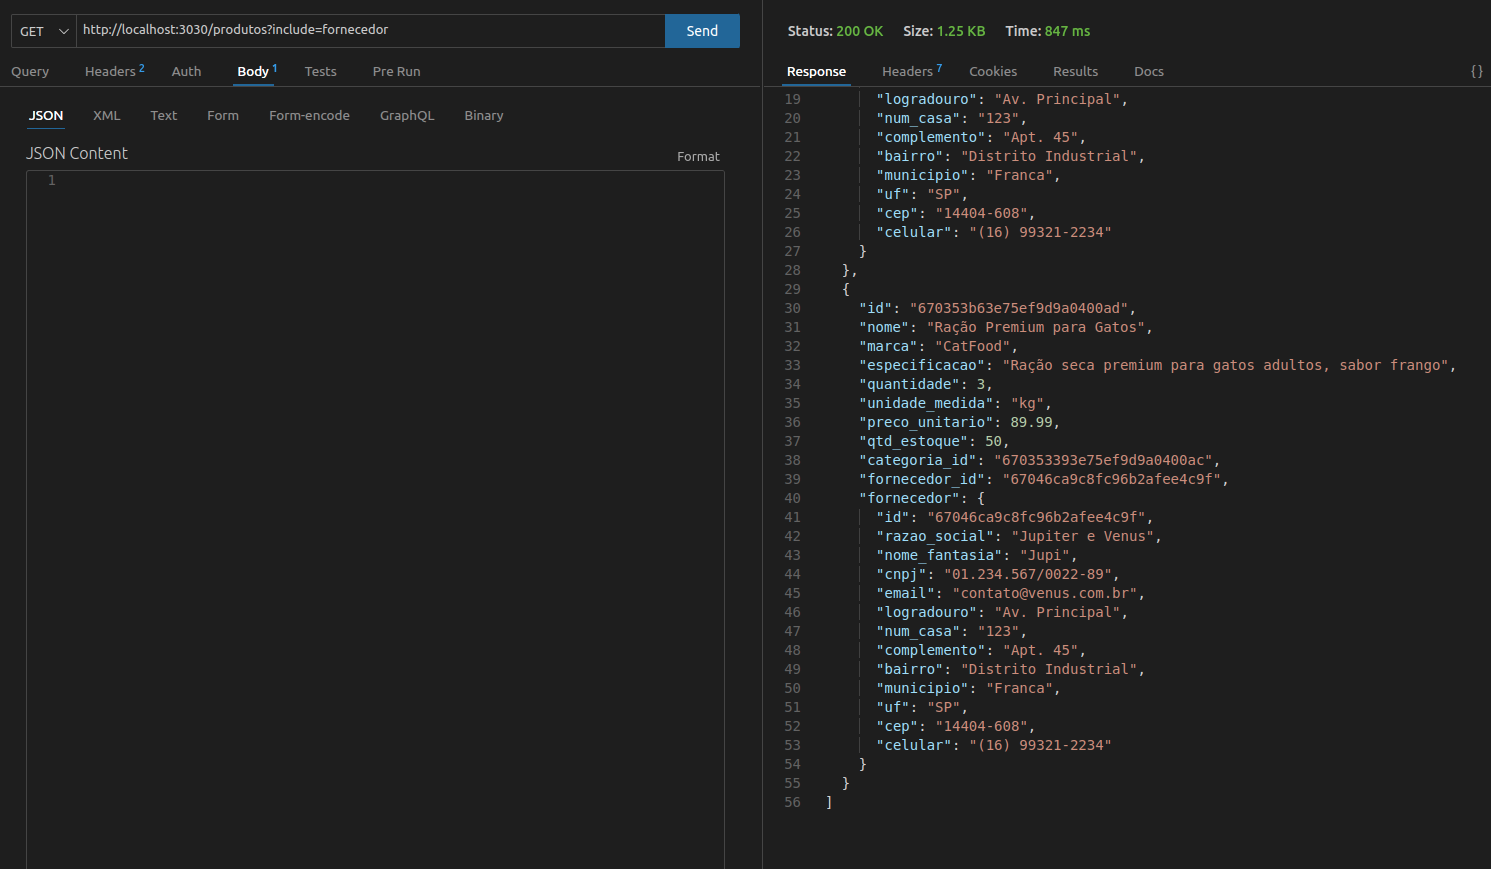 GET http://localhost:3030/produtos?include=fornecedor Send
Query Headers 2 Auth Body 1 Tests Pre Run
JSON XML Text Form Form-encode GraphQL Binary
JSON Content Format
1
Status: 200 OK Size: 1.25 KB Time: 847 ms
Response Headers 7 Cookies Results Docs {}
19 "logradouro": "Av. Principal",
20 "num_casa": "123",
21 "complemento": "Apt. 45",
22 "bairro": "Distrito Industrial",
23 "municipio": "Franca",
24 "uf": "SP",
25 "cep": "14404-608",
26 "celular": "(16) 99321-2234"
27 }
28 },
29 {
30 "id": "670353b63e75ef9d9a0400ad",
31 "nome": "Ração Premium para Gatos",
32 "marca": "CatFood",
33 "especificacao": "Ração seca premium para gatos adultos, sabor frango",
34 "quantidade": 3,
35 "unidade_medida": "kg",
36 "preco_unitario": 89.99,
37 "qtd_estoque": 50,
38 "categoria_id": "670353393e75ef9d9a0400ac",
39 "fornecedor_id": "67046ca9c8fc96b2afee4c9f",
40 "fornecedor": {
41 "id": "67046ca9c8fc96b2afee4c9f",
42 "razao_social": "Jupiter e Venus",
43 "nome_fantasia": "Jupi",
44 "cnpj": "01.234.567/0022-89",
45 "email": "contato@venus.com.br",
46 "logradouro": "Av. Principal",
47 "num_casa": "123",
48 "complemento": "Apt. 45",
49 "bairro": "Distrito Industrial",
50 "municipio": "Franca",
51 "uf": "SP",
52 "cep": "14404-608",
53 "celular": "(16) 99321-2234"
54 }
55 }
56 ]